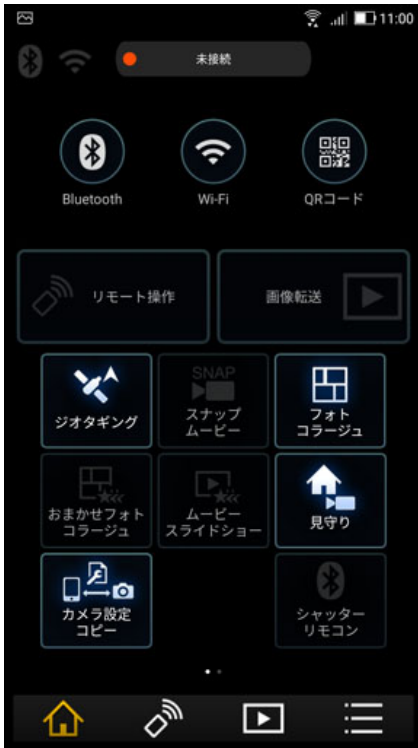 11:00
未接続
Bluetooth
Wi-Fi
QRコード
リモート操作
画像転送
ジオタギング
SNAP
スナップ
ムービー
フォト
コラージュ
おまかせフォト
コラージュ
ムービー
スライドショー
見守り
カメラ設定
コピー
シャッター
リモコン